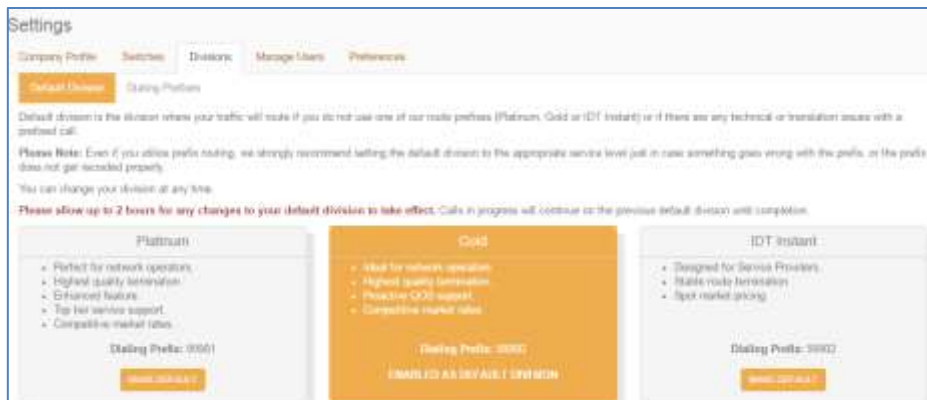 Settings
Company Profile Switches Divisions Manage Users Preferences
Default Division Dialing Prefixes
Default division is the division where your traffic will route if you do not use one of our route prefixes (Platinum, Gold or IDT Instant) or if there are any technical or translation issues with a
prefixed call.
Please Note: Even if you utilize prefix routing, we strongly recommend setting the default division to the appropriate service level just in case something goes wrong with the prefix, or the prefix
does not get recorded properly.
You can change your division at any time.
Please allow up to 2 hours for any changes to your default division to take effect. Calls in progress will continue on the previous default division until completion.
Platinum Gold IDT Instant
• Perfect for network operators. • Ideal for network operators. • Designed for Service Providers.
• Highest quality termination • Highest quality termination • Stable route termination
• Enhanced feature. • Proactive QOS support. • Spot market pricing
• Top tier service support. • Competitive market rates.
• Competitive market rates.
Dialing Prefix: Dialing Prefix: Dialing Prefix:
MAKE DEFAULT ENABLED AS DEFAULT DIVISION MAKE DEFAULT